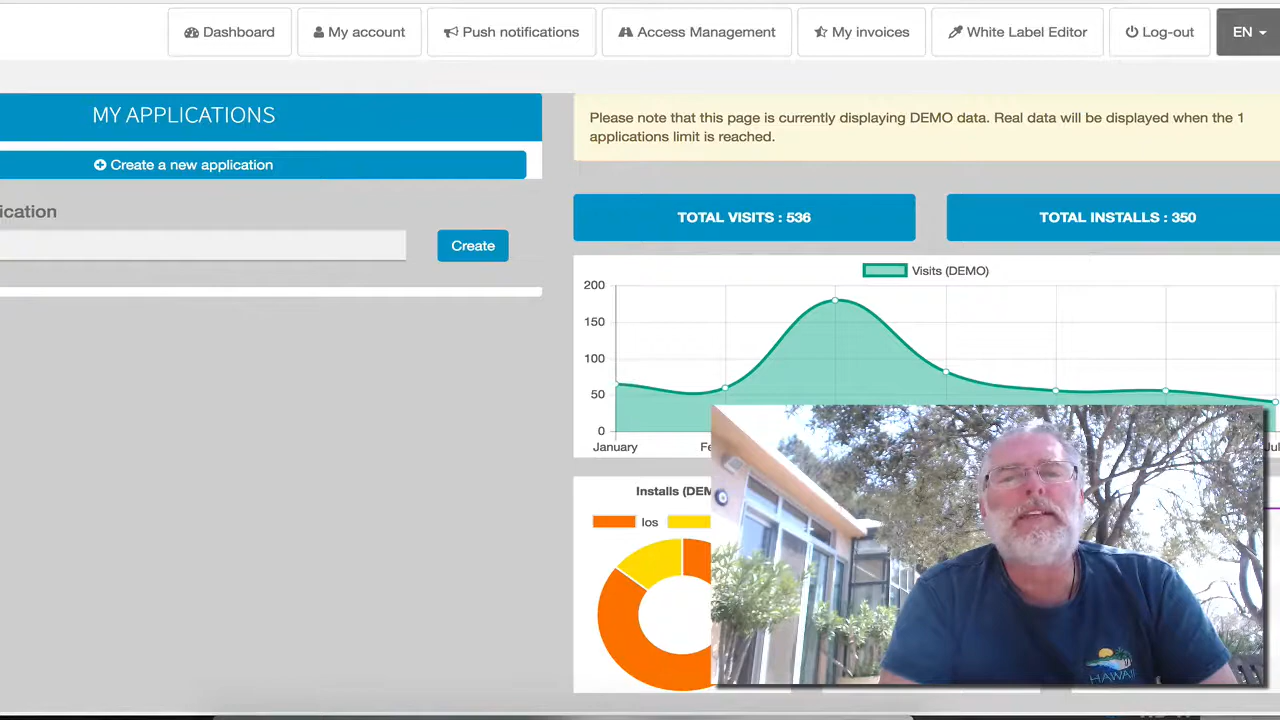 Dashboard
My account
Push notifications
Access Management
My invoices
White Label Editor
Log-out
EN
MY APPLICATIONS
Create a new application
ication
Create
Please note that this page is currently displaying DEMO data. Real data will be displayed when the 1
applications limit is reached.
TOTAL VISITS : 536
TOTAL INSTALLS : 350
Visits (DEMO)
200
150
100
50
0
January
Fe
Jul
Installs (DEM
Ios
HAWAII